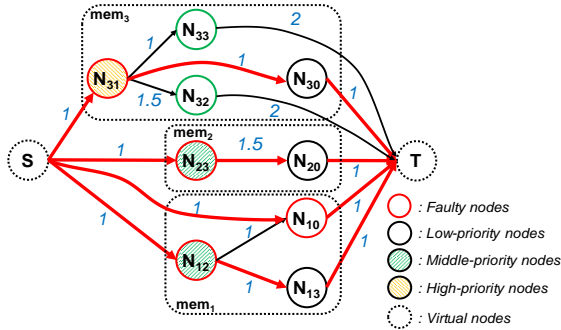 mem3
2
N33
1
1
N31
N30
1.5
N32
2
1
1
mem2
1.5
1
S
N23
N20
T
1
1
N10
: Faulty nodes
1
1
1
: Low-priority nodes
N12
: Middle-priority nodes
1
N13
: High-priority nodes
mem1
: Virtual nodes